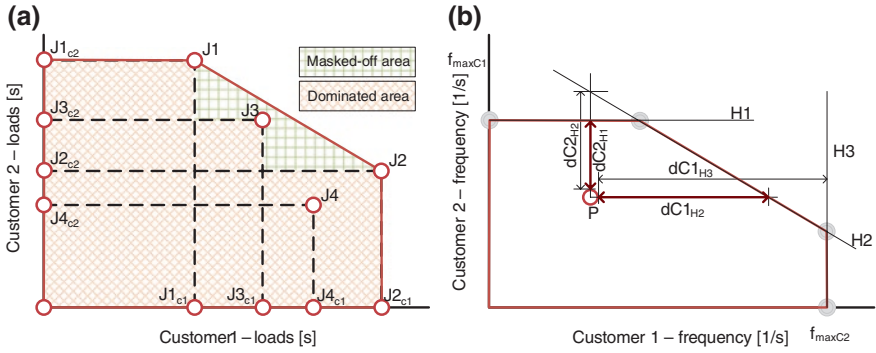 (a)
J1c2
J1
Masked-off area
Dominated area
J3c2
J3
J2c2
J2
J4c2
J4
J1c1
J3c1
J4c1
J2c1
Customer 2 – loads [s]
Customer1 – loads [s]
(b)
fmaxC1
H1
dC2H2
dC2H1
H3
dC1H3
P
dC1H2
H2
Customer 2 – frequency [1/s]
Customer 1 – frequency [1/s]
fmaxC2